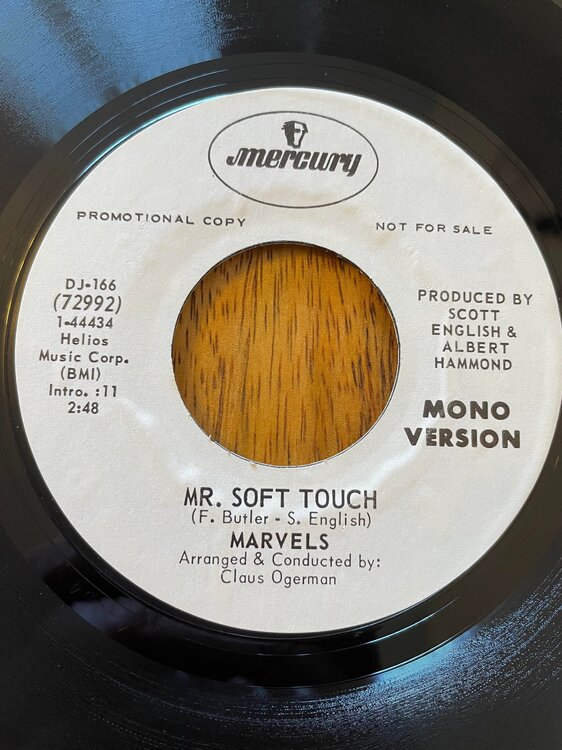 mercury
PROMOTIONAL COPY
NOT FOR SALE
DJ-166
(72992)
1-44434
Helios
Music Corp.
(BMI)
Intro. :11
2:48
PRODUCED BY
SCOTT
ENGLISH &
ALBERT
HAMMOND
MONO
VERSION
MR. SOFT TOUCH
(F. Butler - S. English)
MARVELS
Arranged & Conducted by:
Claus Ogerman